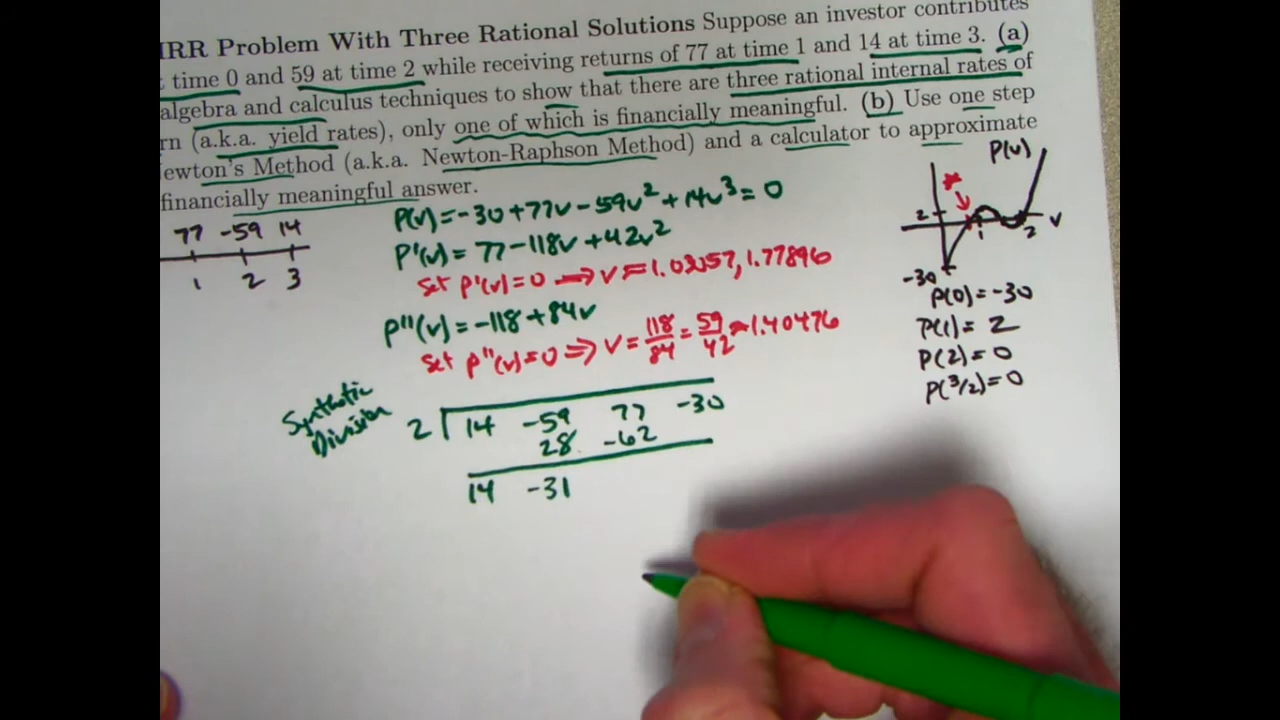 IRR Problem With Three Rational Solutions Suppose an investor contributes
time 0 and 59 at time 2 while receiving returns of 77 at time 1 and 14 at time 3. (a)
algebra and calculus techniques to show that there are three rational internal rates of
rn (a.k.a. yield rates), only one of which is financially meaningful. (b) Use one step
ewton's Method (a.k.a. Newton-Raphson Method) and a calculator to approximate
financially meaningful answer.
77 -59 14
1 2 3
P(v) = -30 + 77v - 59v² + 14v³ = 0
P'(v) = 77 - 118v + 42v²
Set P'(v) = 0 ⟹ v ≈ 1.03057, 1.77896
P''(v) = -118 + 84v
Set P''(v) = 0 ⟹ v = 118/84 = 59/42 ≈ 1.40476
Synthetic
Division
2 14 -59 77 -30
28 -62
14 -31
P(v)
2
1 2 v
-30
P(0) = -30
P(1) = 2
P(2) = 0
P(3/2) = 0